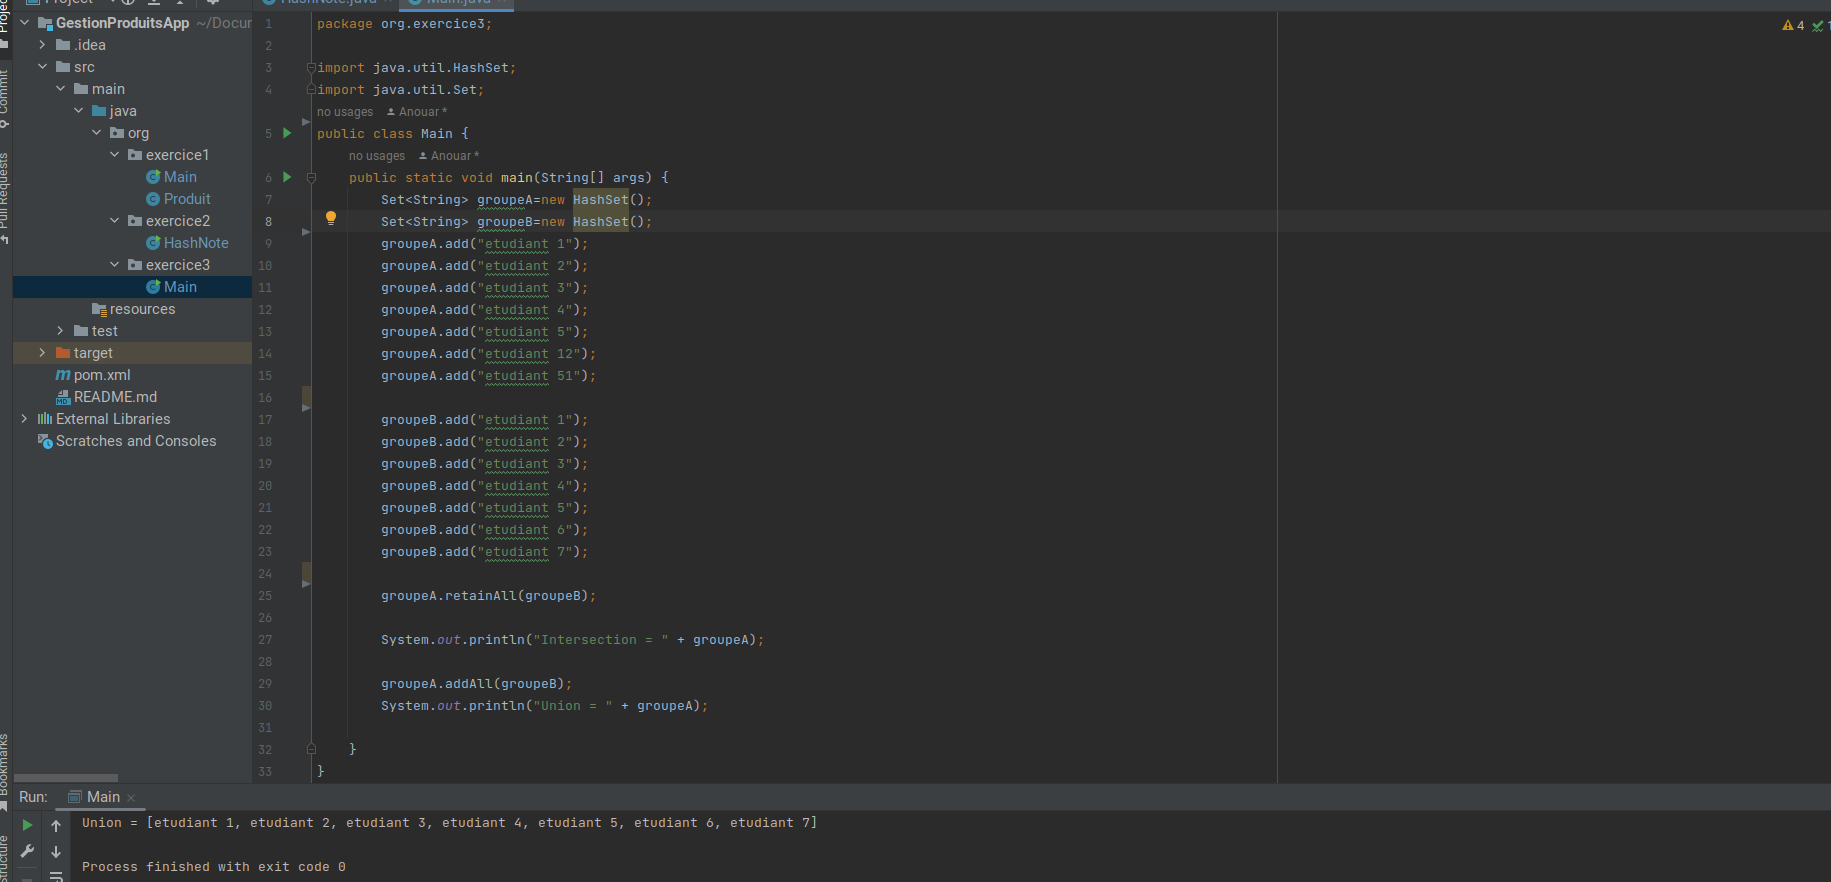 Project
HashNote.java
Main.java
GestionProduitsApp ~/Docur
.idea
src
main
java
org
exercice1
Main
Produit
exercice2
HashNote
exercice3
Main
resources
test
target
pom.xml
README.md
External Libraries
Scratches and Consoles
Project
Commit
Pull Requests
Bookmarks
Structure
4
1
1 package org.exercice3;
2
3 import java.util.HashSet;
4 import java.util.Set;
no usages Anouar *
5 public class Main {
no usages Anouar *
6 public static void main(String[] args) {
7 Set<String> groupeA=new HashSet();
8 Set<String> groupeB=new HashSet();
9 groupeA.add("etudiant 1");
10 groupeA.add("etudiant 2");
11 groupeA.add("etudiant 3");
12 groupeA.add("etudiant 4");
13 groupeA.add("etudiant 5");
14 groupeA.add("etudiant 12");
15 groupeA.add("etudiant 51");
16
17 groupeB.add("etudiant 1");
18 groupeB.add("etudiant 2");
19 groupeB.add("etudiant 3");
20 groupeB.add("etudiant 4");
21 groupeB.add("etudiant 5");
22 groupeB.add("etudiant 6");
23 groupeB.add("etudiant 7");
24
25 groupeA.retainAll(groupeB);
26
27 System.out.println("Intersection = " + groupeA);
28
29 groupeA.addAll(groupeB);
30 System.out.println("Union = " + groupeA);
31
32 }
33 }
Run: Main
Union = [etudiant 1, etudiant 2, etudiant 3, etudiant 4, etudiant 5, etudiant 6, etudiant 7]
Process finished with exit code 0